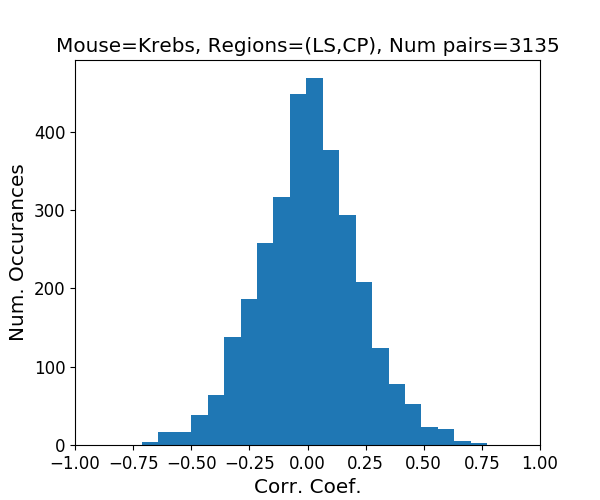 Mouse=Krebs, Regions=(LS,CP), Num pairs=3135
Num. Occurances
400
300
200
100
0
−1.00 −0.75 −0.50 −0.25 0.00 0.25 0.50 0.75 1.00
Corr. Coef.